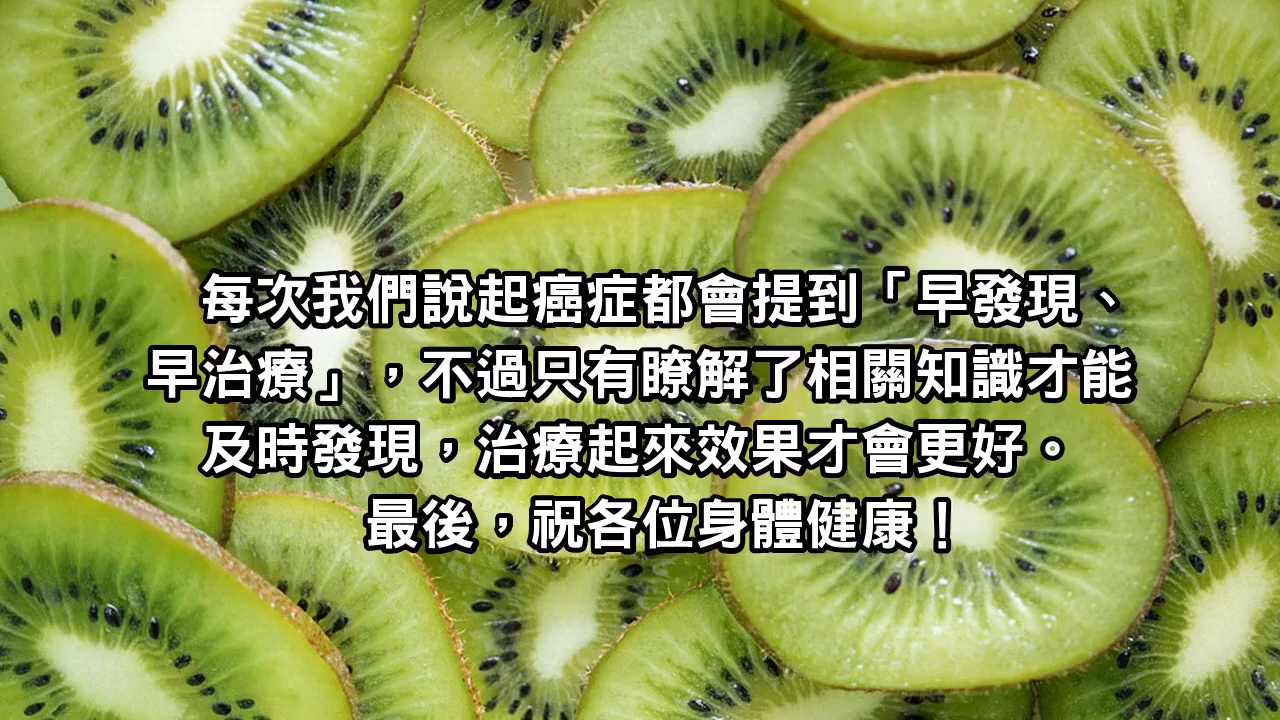 每次我們說起癌症都會提到「早發現、
早治療」，不過只有瞭解了相關知識才能
及時發現，治療起來效果才會更好。
最後，祝各位身體健康！